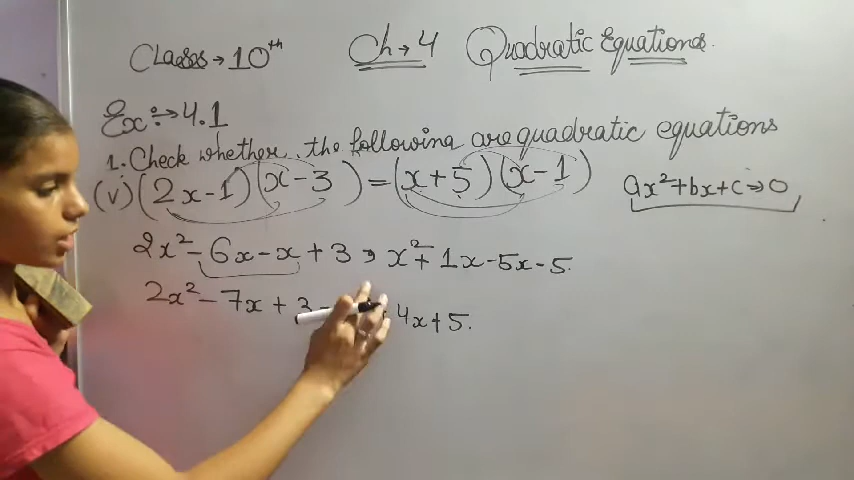 Classes → 10th Ch → 4 Quadratic Equations.
Ex :→ 4.1
1. Check whether the following are quadratic equations
(v) (2x-1)(x-3) = (x+5)(x-1) ax²+bx+c → 0
2x² - 6x - x + 3 → x² + 1x - 5x - 5.
2x² - 7x + 3 - 4x + 5.